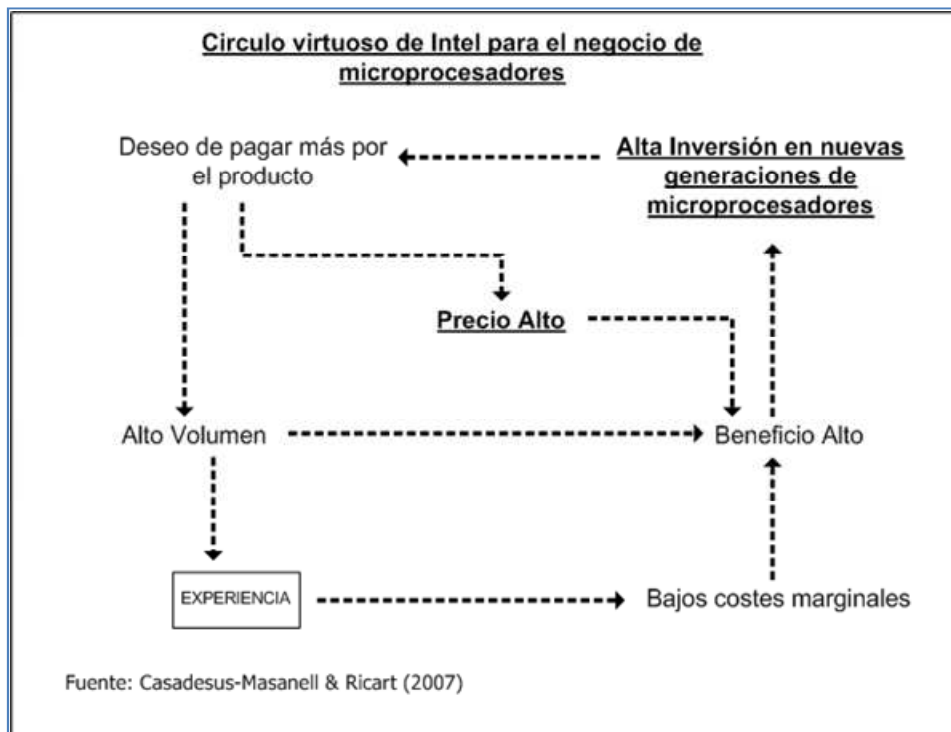 Circulo virtuoso de Intel para el negocio de
microprocesadores
Deseo de pagar más por
el producto
Alta Inversión en nuevas
generaciones de
microprocesadores
Precio Alto
Alto Volumen
Beneficio Alto
EXPERIENCIA
Bajos costes marginales
Fuente: Casadesus-Masanell & Ricart (2007)